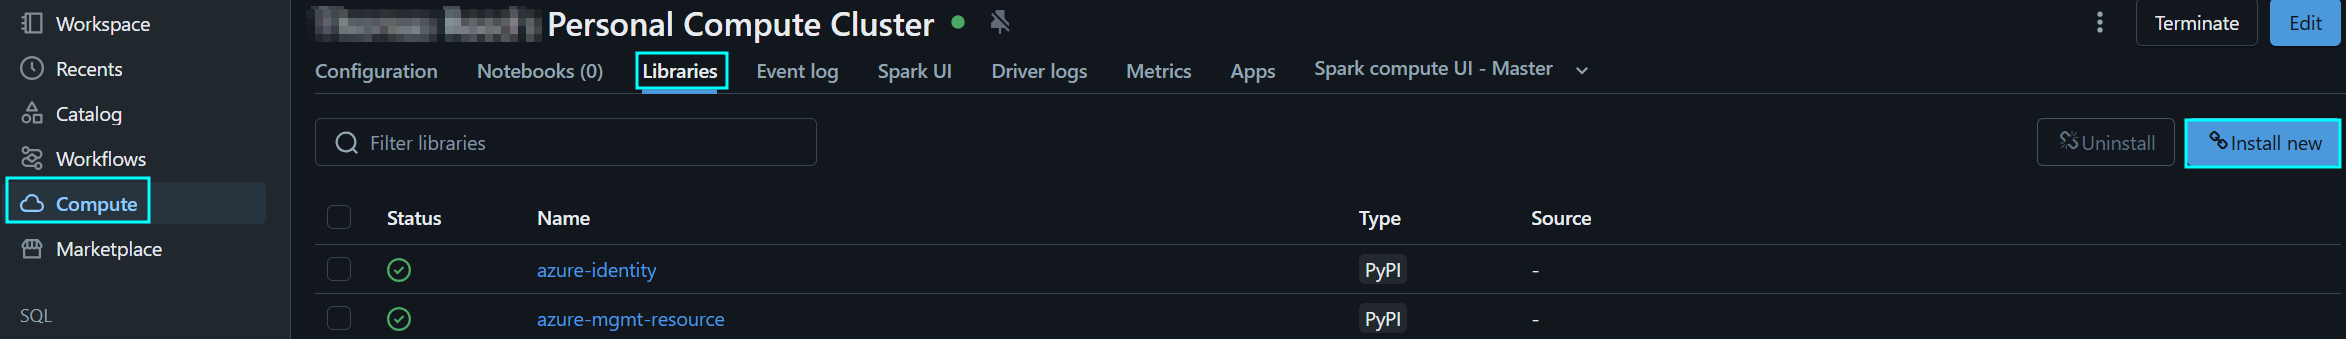 Workspace
Recents
Catalog
Workflows
Compute
Marketplace
SQL
Personal Compute Cluster
Terminate
Edit
Configuration Notebooks (0) Libraries Event log Spark UI Driver logs Metrics Apps Spark compute UI - Master
Filter libraries
Uninstall
Install new
Status Name Type Source
azure-identity PyPI -
azure-mgmt-resource PyPI -